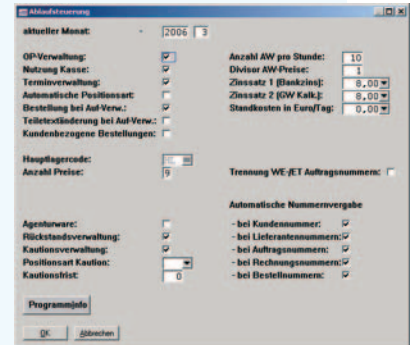 Ablaufsteuerung
aktueller Monat: - 2006 3
OP-Verwaltung:
Nutzung Kasse:
Terminverwaltung:
Automatische Positionsart:
Bestellung bei Auf-Verw.:
Teiletextänderung bei Auf-Verw.:
Kundenbezogene Bestellungen:
Anzahl AW pro Stunde: 10
Divisor AW-Preise: 1
Zinssatz 1 (Bankzins): 8,00
Zinssatz 2 (GW Kalk.): 8,00
Standkosten in Euro/Tag: 0,00
Hauptlagercode:
Anzahl Preise: 9
Trennung WE-/ET Auftragsnummern:
Automatische Nummernvergabe
Agenturware:
Rückstandsverwaltung:
Kautionsverwaltung:
Positionsart Kaution:
Kautionsfrist: 0
- bei Kundennummer:
- bei Lieferantennummern:
- bei Auftragsnummern:
- bei Rechnungsnummern:
- bei Bestellnummern:
Programminfo
OK Abbrechen